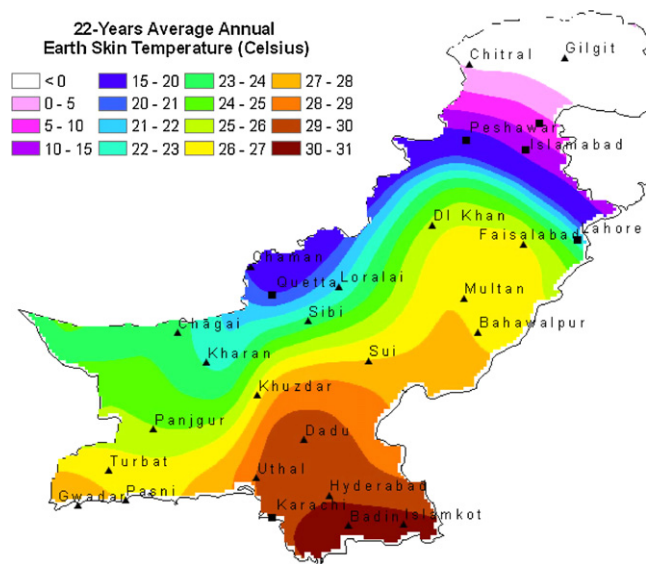 22-Years Average Annual
Earth Skin Temperature (Celsius)
< 0 15 - 20 23 - 24 27 - 28
0 - 5 20 - 21 24 - 25 28 - 29
5 - 10 21 - 22 25 - 26 29 - 30
10 - 15 22 - 23 26 - 27 30 - 31
Chitral Gilgit
Peshawar
Islamabad
DI Khan
Lahore
Faisalabad
Chaman
Quetta Loralai
Multan
Sibi
Chagai Bahawalpur
Kharan Sui
Khuzdar
Panjgur
Dadu
Turbat Uthal
Gwadar Pasni Hyderabad
Karachi
Badin Islamkot